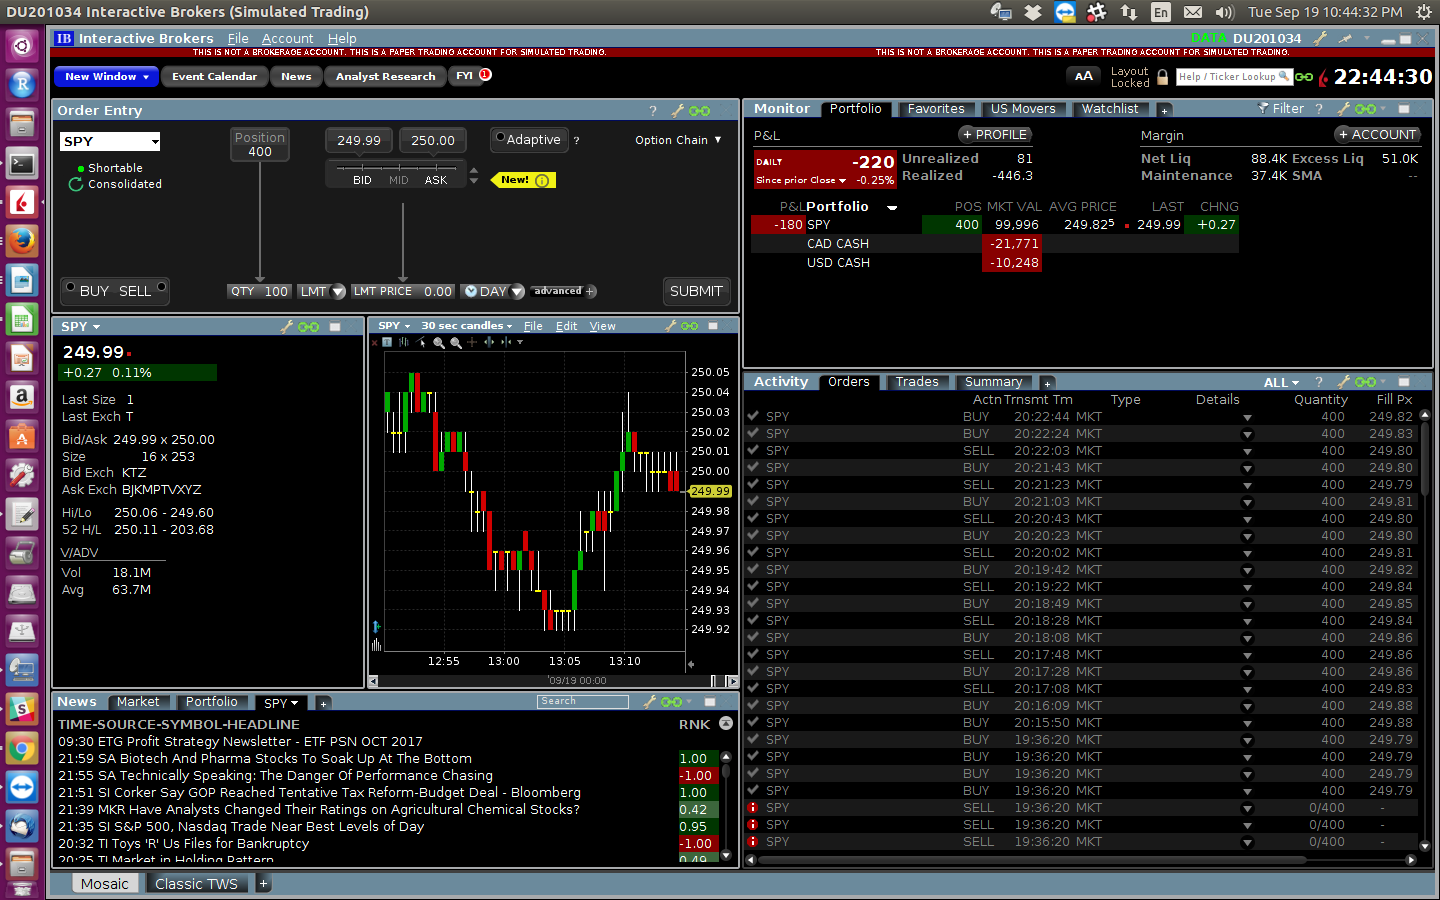 DU201034 Interactive Brokers (Simulated Trading)
En
Tue Sep 19 10:44:32 PM
IB Interactive Brokers File Account Help
DATA DU201034
THIS IS NOT A BROKERAGE ACCOUNT. THIS IS A PAPER TRADING ACCOUNT FOR SIMULATED TRADING.
THIS IS NOT A BROKERAGE ACCOUNT. THIS IS A PAPER TRADING ACCOUNT FOR SIMULATED TRADING.
New Window Event Calendar News Analyst Research FYI 1
AA Layout Locked Help / Ticker Lookup 22:44:30
Order Entry ?
SPY
Shortable
Consolidated
Position
400
249.99 250.00
BID MID ASK
Adaptive ?
New!
Option Chain
BUY SELL
QTY 100 LMT LMT PRICE 0.00 DAY advanced +
SUBMIT
Monitor Portfolio Favorites US Movers Watchlist + Filter ?
P&L + PROFILE Margin + ACCOUNT
DAILY -220
Since prior Close -0.25%
Unrealized 81
Realized -446.3
Net Liq 88.4K Excess Liq 51.0K
Maintenance 37.4K SMA --
P&L Portfolio POS MKT VAL AVG PRICE LAST CHNG
-180 SPY 400 99,996 249.825 249.99 +0.27
CAD CASH -21,771
USD CASH -10,248
SPY
249.99
+0.27 0.11%
Last Size 1
Last Exch T
Bid/Ask 249.99 x 250.00
Size 16 x 253
Bid Exch KTZ
Ask Exch BJKMPTVXYZ
Hi/Lo 250.06 - 249.60
52 H/L 250.11 - 203.68
V/ADV
Vol 18.1M
Avg 63.7M
SPY 30 sec candles File Edit View
250.05
250.04
250.03
250.02
250.01
250.00
249.99
249.98
249.97
249.96
249.95
249.94
249.93
249.92
12:55 13:00 13:05 13:10
'09/19 00:00
Activity Orders Trades Summary + ALL ?
Actn Trnsmt Tm Type Details Quantity Fill Px
SPY BUY 20:22:44 MKT 400 249.82
SPY BUY 20:22:24 MKT 400 249.83
SPY SELL 20:22:03 MKT 400 249.80
SPY BUY 20:21:43 MKT 400 249.80
SPY SELL 20:21:23 MKT 400 249.79
SPY BUY 20:21:03 MKT 400 249.81
SPY SELL 20:20:43 MKT 400 249.80
SPY BUY 20:20:23 MKT 400 249.80
SPY SELL 20:20:02 MKT 400 249.81
SPY BUY 20:19:42 MKT 400 249.82
SPY SELL 20:19:22 MKT 400 249.84
SPY BUY 20:18:49 MKT 400 249.85
SPY SELL 20:18:28 MKT 400 249.84
SPY BUY 20:18:08 MKT 400 249.86
SPY SELL 20:17:48 MKT 400 249.86
SPY BUY 20:17:28 MKT 400 249.86
SPY SELL 20:17:08 MKT 400 249.83
SPY BUY 20:16:09 MKT 400 249.88
SPY SELL 20:15:50 MKT 400 249.88
SPY BUY 19:36:20 MKT 400 249.79
SPY BUY 19:36:20 MKT 400 249.79
SPY BUY 19:36:20 MKT 400 249.79
SPY BUY 19:36:20 MKT 400 249.79
SPY SELL 19:36:20 MKT 0/400 -
SPY SELL 19:36:20 MKT 0/400 -
SPY SELL 19:36:20 MKT 0/400 -
News Market Portfolio SPY + Search
TIME-SOURCE-SYMBOL-HEADLINE RNK
09:30 ETG Profit Strategy Newsletter - ETF PSN OCT 2017
21:59 SA Biotech And Pharma Stocks To Soak Up At The Bottom 1.00
21:55 SA Technically Speaking: The Danger Of Performance Chasing -1.00
21:51 SI Corker Say GOP Reached Tentative Tax Reform-Budget Deal - Bloomberg 1.00
21:39 MKR Have Analysts Changed Their Ratings on Agricultural Chemical Stocks? 0.42
21:35 SI S&P 500, Nasdaq Trade Near Best Levels of Day 0.95
20:32 TI Toys 'R' Us Files for Bankruptcy -1.00
20:25 TI Market in Holding Pattern 0.49
Mosaic Classic TWS +